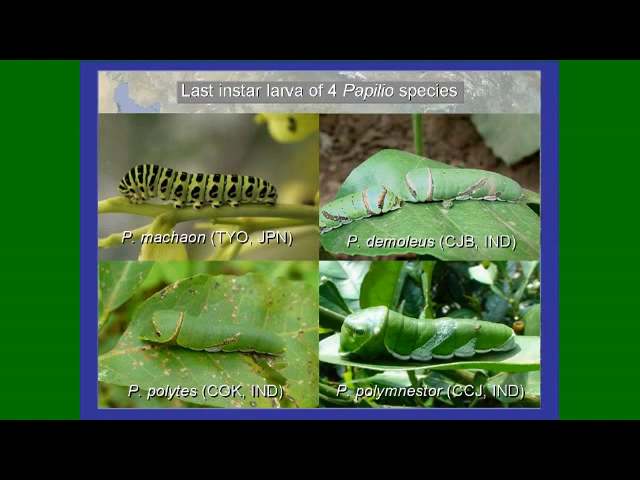 Last instar larva of 4 Papilio species
P. machaon (TYO, JPN)
P. demoleus (CJB, IND)
P. polytes (COK, IND)
P. polymnestor (CCJ, IND)